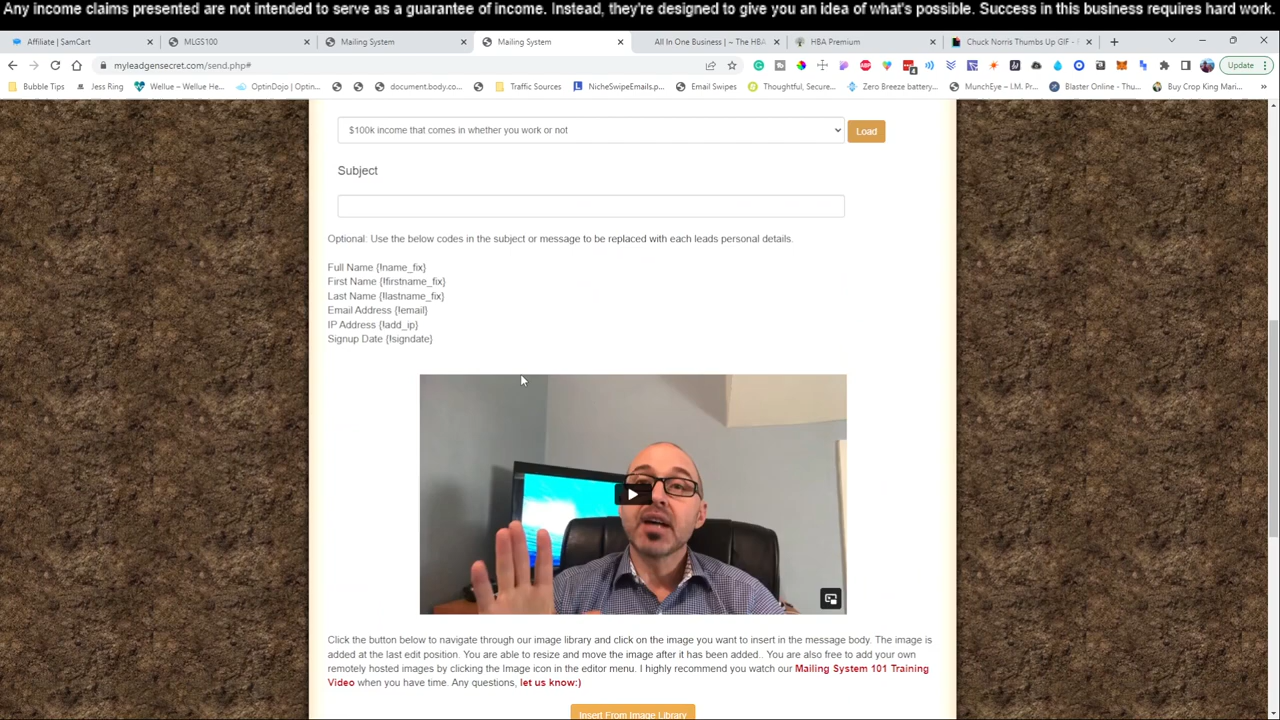 Any income claims presented are not intended to serve as a guarantee of income. Instead, they're designed to give you an idea of what's possible. Success in this business requires hard work.
Affiliate | SamCart
MLGS100
Mailing System
Mailing System
All In One Business | ~ The HBA
HBA Premium
Chuck Norris Thumbs Up GIF -
myleadgensecret.com/send.php#
Update
Bubble Tips
Jess Ring
Wellue – Wellue He...
OptinDojo | Optin...
document.body.co...
Traffic Sources
NicheSwipeEmails.p...
Email Swipes
Thoughtful, Secure...
Zero Breeze battery...
MunchEye – I.M. Pr...
Blaster Online - Thu...
Buy Crop King Mari...
$100k income that comes in whether you work or not
Load
Subject
Optional: Use the below codes in the subject or message to be replaced with each leads personal details.
Full Name {!name_fix}
First Name {!firstname_fix}
Last Name {!lastname_fix}
Email Address {!email}
IP Address {!add_ip}
Signup Date {!signdate}
Click the button below to navigate through our image library and click on the image you want to insert in the message body. The image is
added at the last edit position. You are able to resize and move the image after it has been added.. You are also free to add your own
remotely hosted images by clicking the Image icon in the editor menu. I highly recommend you watch our Mailing System 101 Training
Video when you have time. Any questions, let us know:)
Insert From Image Library